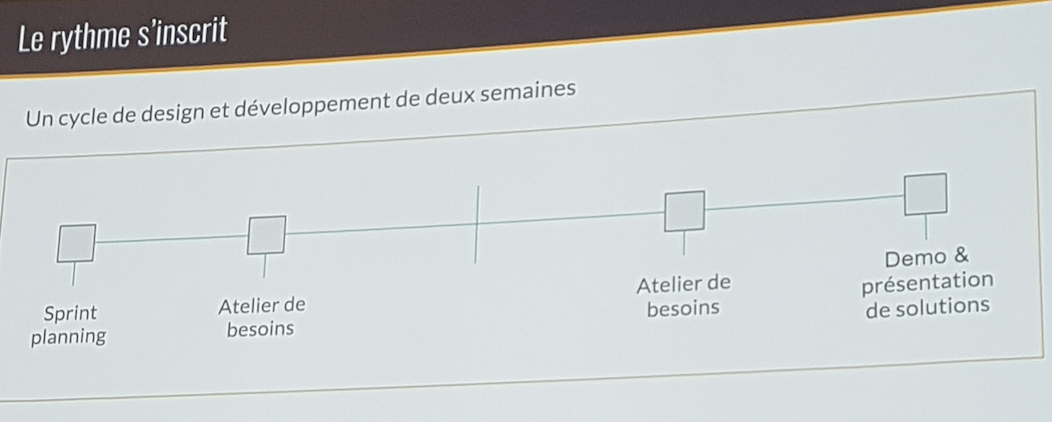 Le rythme s'inscrit
Un cycle de design et développement de deux semaines
Sprint
planning
Atelier de
besoins
Atelier de
besoins
Demo &
présentation
de solutions